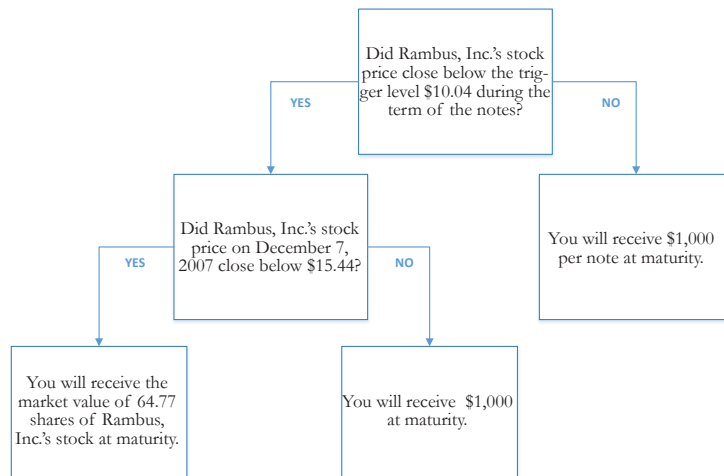 Did Rambus, Inc.'s stock
price close below the trig-
ger level $10.04 during the
term of the notes?
YES
NO
Did Rambus, Inc.'s stock
price on December 7,
2007 close below $15.44?
You will receive $1,000
per note at maturity.
YES
NO
You will receive the
market value of 64.77
shares of Rambus,
Inc.'s stock at maturity.
You will receive $1,000
at maturity.